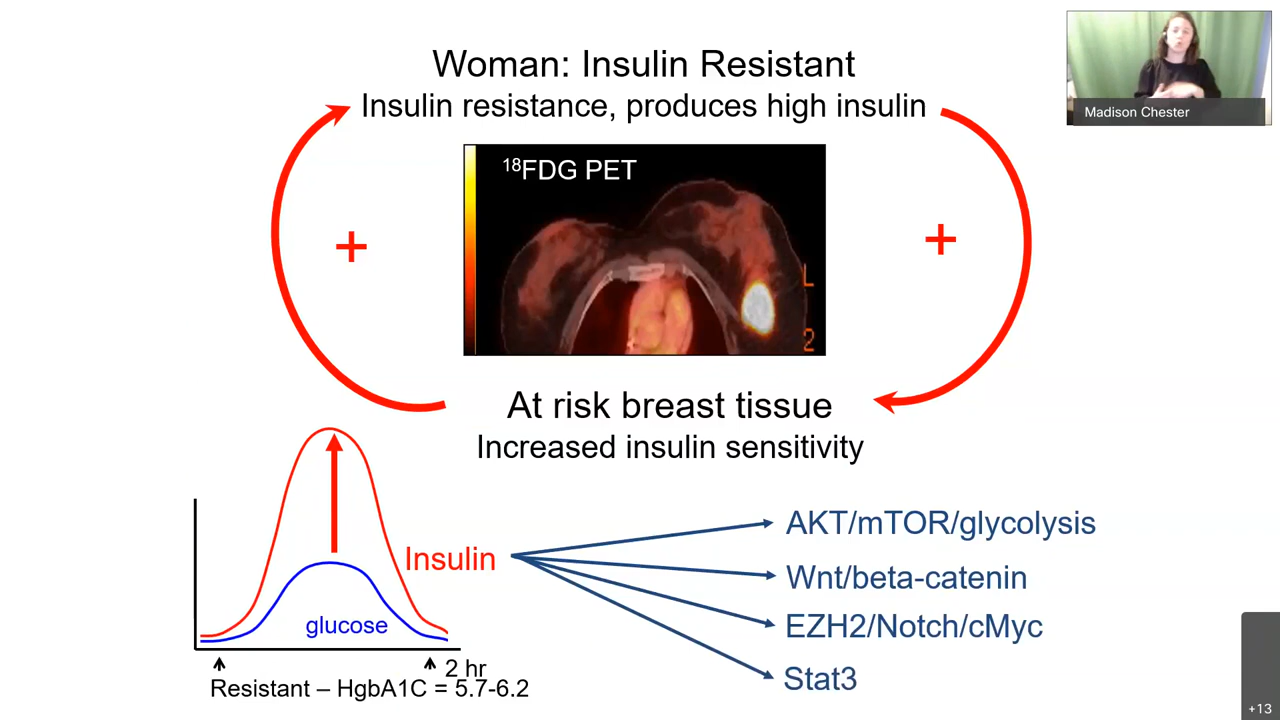 Woman: Insulin Resistant
Insulin resistance, produces high insulin
Madison Chester
18FDG PET
+
+
L
2
At risk breast tissue
Increased insulin sensitivity
AKT/mTOR/glycolysis
Insulin
Wnt/beta-catenin
glucose
EZH2/Notch/cMyc
2 hr
Stat3
Resistant – HgbA1C = 5.7-6.2
+13